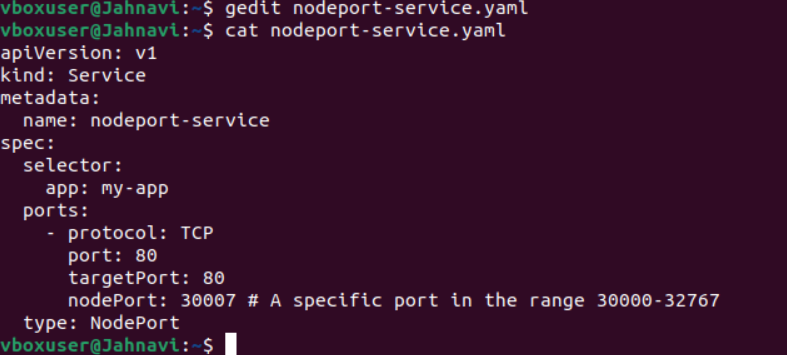 vboxuser@Jahnavi:~$ gedit nodeport-service.yaml
vboxuser@Jahnavi:~$ cat nodeport-service.yaml
apiVersion: v1
kind: Service
metadata:
  name: nodeport-service
spec:
  selector:
    app: my-app
  ports:
    - protocol: TCP
      port: 80
      targetPort: 80
      nodePort: 30007 # A specific port in the range 30000-32767
  type: NodePort
vboxuser@Jahnavi:~$